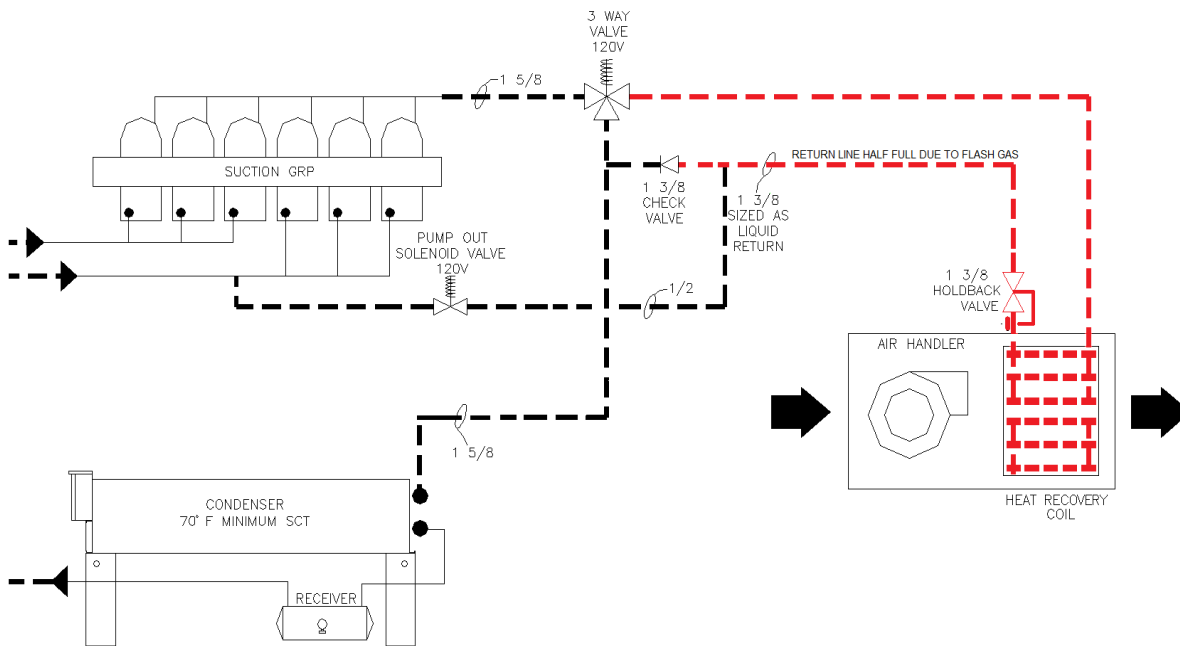 3 WAY
VALVE
120V
1 5/8
SUCTION GRP
RETURN LINE HALF FULL DUE TO FLASH GAS
1 3/8
CHECK
VALVE
1 3/8
SIZED AS
LIQUID
RETURN
PUMP OUT
SOLENOID VALVE
120V
1/2
1 3/8
HOLDBACK
VALVE
AIR HANDLER
1 5/8
HEAT RECOVERY
COIL
CONDENSER
70° F MINIMUM SCT
RECEIVER